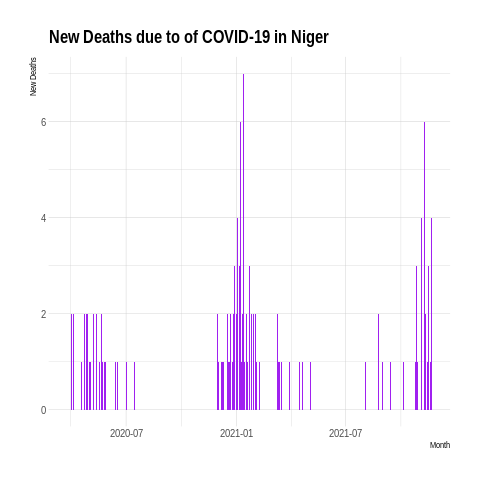 New Deaths due to of COVID-19 in Niger
New Deaths
6
4
2
0
2020-07 2021-01 2021-07
Month